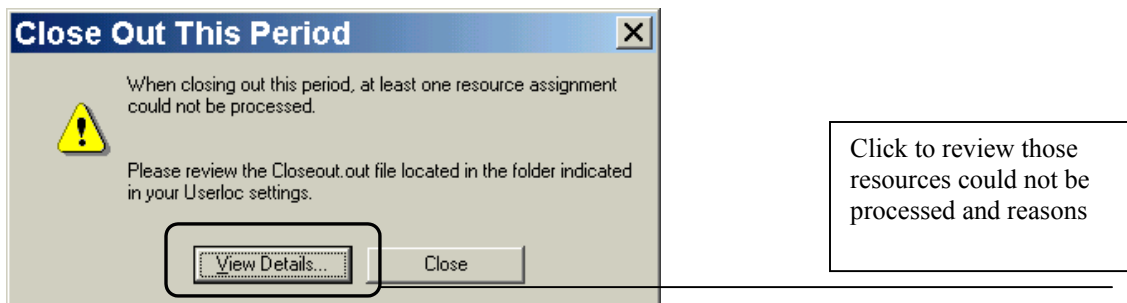 Close Out This Period
When closing out this period, at least one resource assignment
could not be processed.
Please review the Closeout.out file located in the folder indicated
in your Userloc settings.
View Details...
Close
Click to review those
resources could not be
processed and reasons